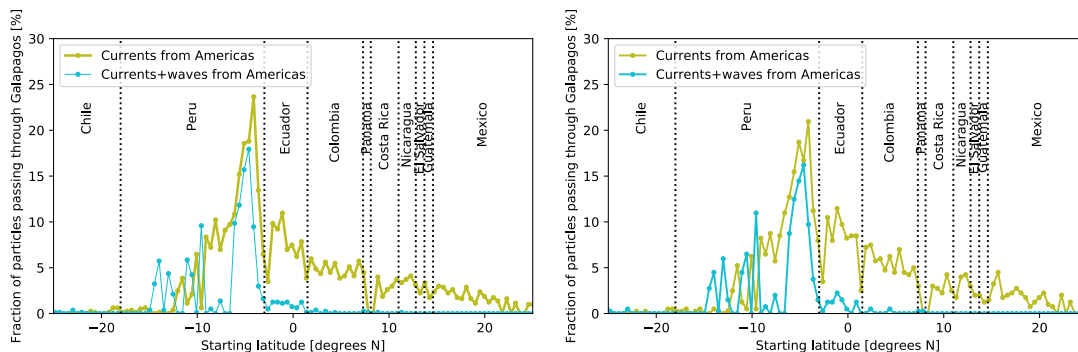 Fraction of particles passing through Galapagos [%]
30
25
20
15
10
5
0
Currents from Americas
Currents+waves from Americas
Chile
Peru
Ecuador
Colombia
Panama
Costa Rica
Nicaragua
El Salvador
Guatemala
Mexico
−20
−10
0
10
20
Starting latitude [degrees N]
Fraction of particles passing through Galapagos [%]
30
25
20
15
10
5
0
Currents from Americas
Currents+waves from Americas
Chile
Peru
Ecuador
Colombia
Panama
Costa Rica
Nicaragua
El Salvador
Guatemala
Mexico
−20
−10
0
10
20
Starting latitude [degrees N]